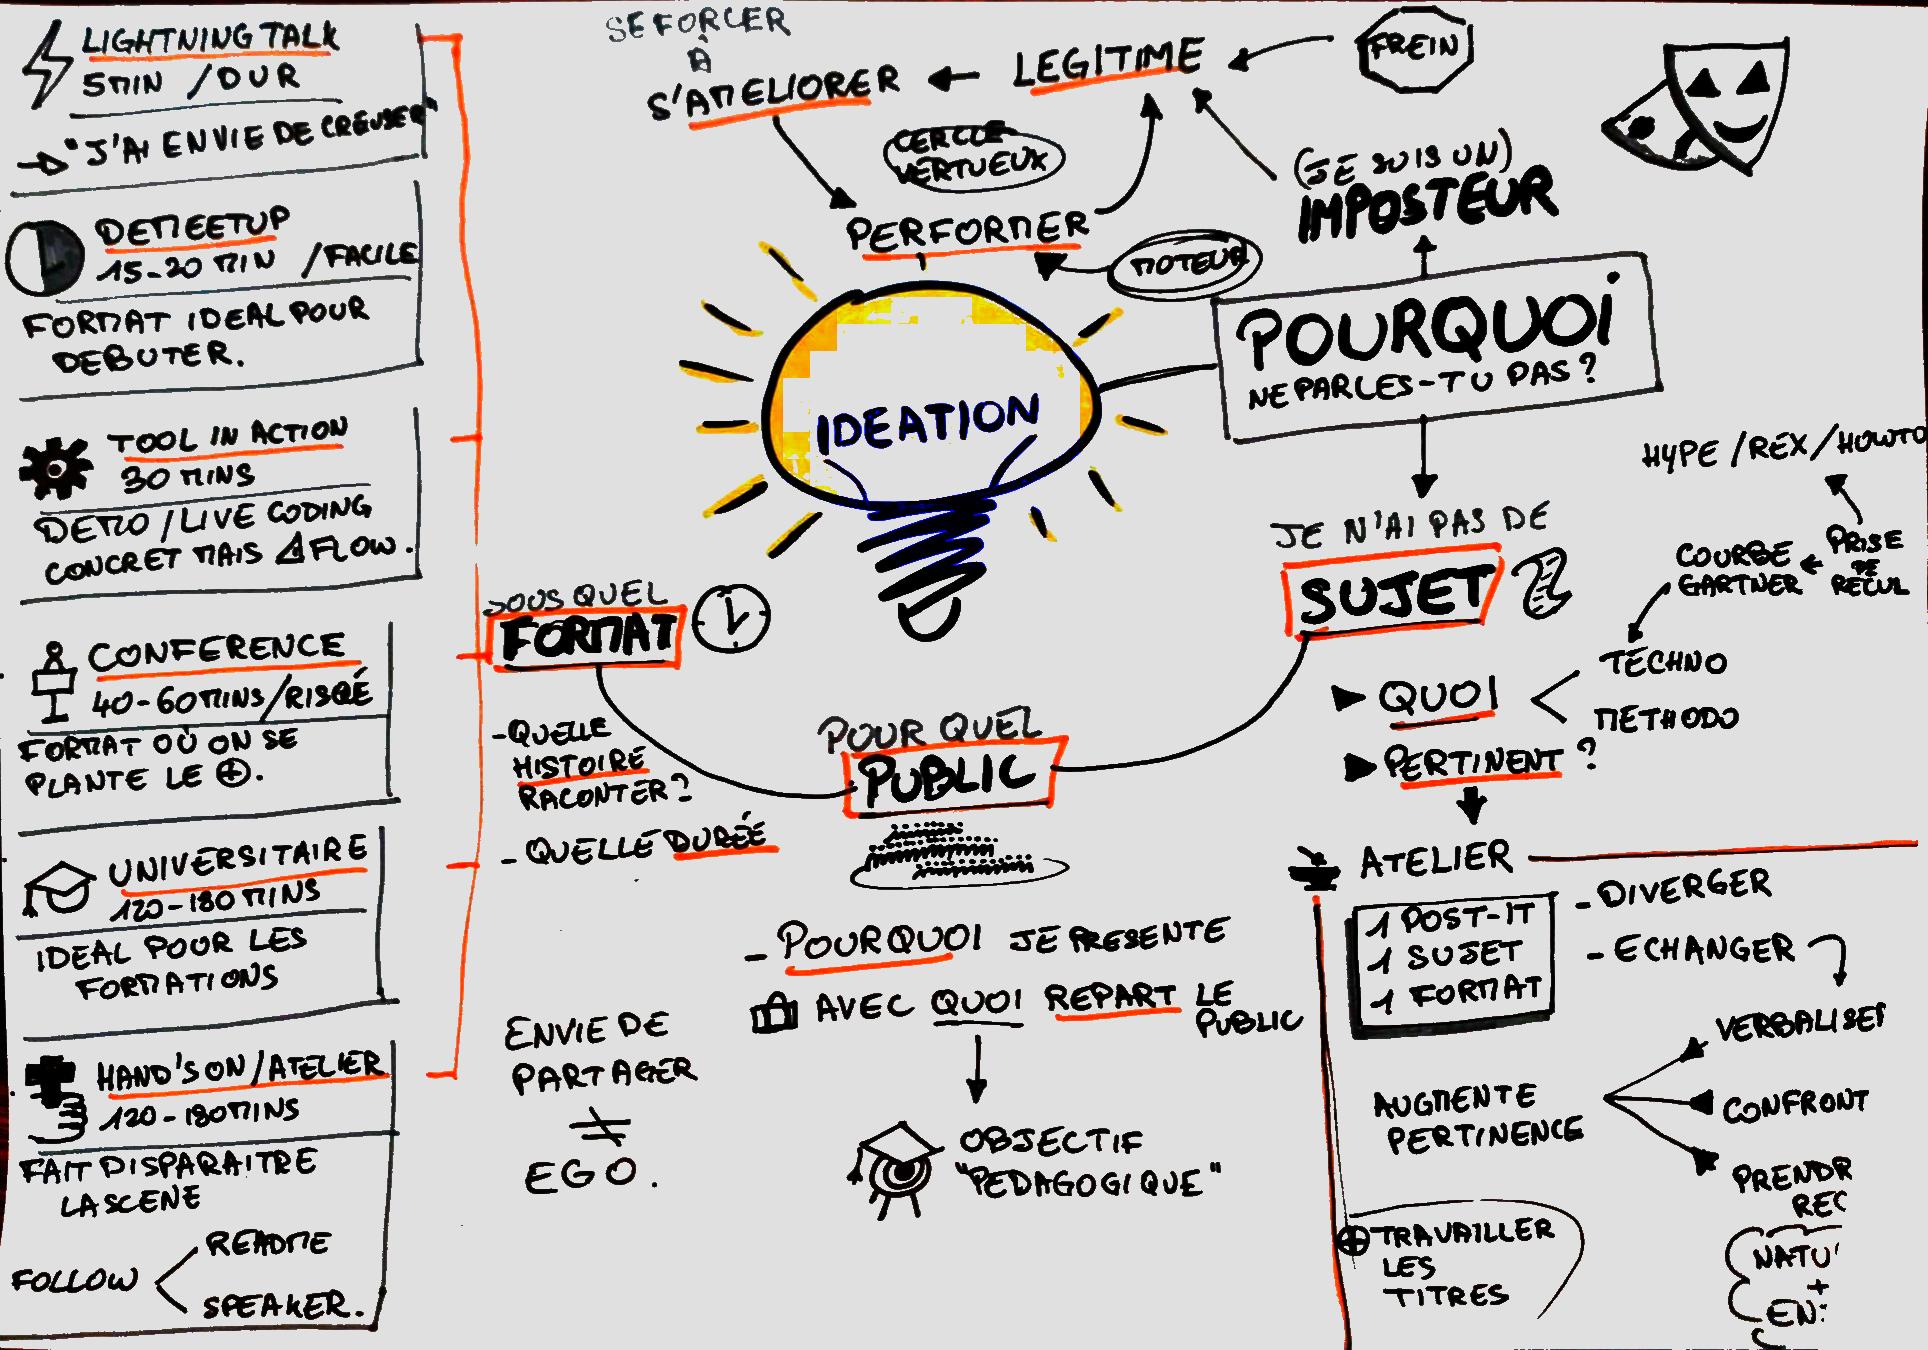 LIGHTNING TALK
5MIN / DUR
"J'AI ENVIE DE CREUSER"
DEMEETUP
15-20 MIN / FACILE
FORMAT IDEAL POUR
DEBUTER.
TOOL IN ACTION
30 MINS
DEMO / LIVE CODING
CONCRET MAIS FLOW.
CONFERENCE
40-60MINS/RISQÉ
FORMAT OÙ ON SE
PLANTE LE +.
UNIVERSITAIRE
120-180 MINS
IDEAL POUR LES
FORMATIONS
HAND'S ON / ATELIER
120-180MINS
FAIT DISPARAITRE
LA SCENE
FOLLOW
README
SPEAKER.
SE FORCER
À
S'AMELIORER
LEGITIME
FREIN
CERCLE
VERTUEUX
PERFORMER
MOTEUR
(JE SUIS UN)
IMPOSTEUR
IDEATION
POURQUOI
NE PARLES-TU PAS?
JE N'AI PAS DE
SUJET
HYPE / REX / HOWTO
PRISE
DE
RECUL
COURBE
GARTNER
QUOI
TECHNO
METHODO
PERTINENT?
ATELIER
1 POST-IT
1 SUJET
1 FORMAT
- DIVERGER
- ECHANGER
AUGMENTE
PERTINENCE
VERBALISER
CONFRONT
PRENDR
REC
+ TRAVAILLER
LES
TITRES
NATU
+
EN
SOUS QUEL
FORMAT
- QUELLE
HISTOIRE
RACONTER?
- QUELLE DURÉE
POUR QUEL
PUBLIC
- POURQUOI JE PRESENTE
AVEC QUOI REPART LE
PUBLIC
OBJECTIF
"PEDAGOGIQUE"
ENVIE DE
PARTAGER
≠
EGO.